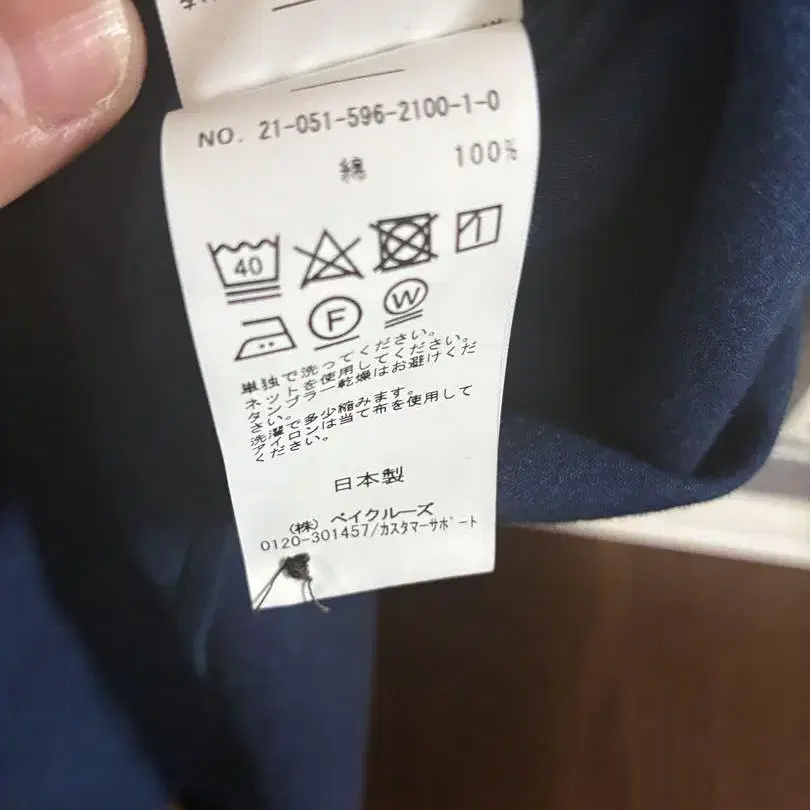 NO. 21-051-596-2100-1-0
綿 100%
40
F
W
単独で洗ってください。
ネットを使用してください。
タンブラー乾燥はお避けくだ
さい。
洗濯で多少縮みます。
アイロンは当て布を使用して
ください。
日本製
(株) ベイクルーズ
0120-301457/カスタマーサポート